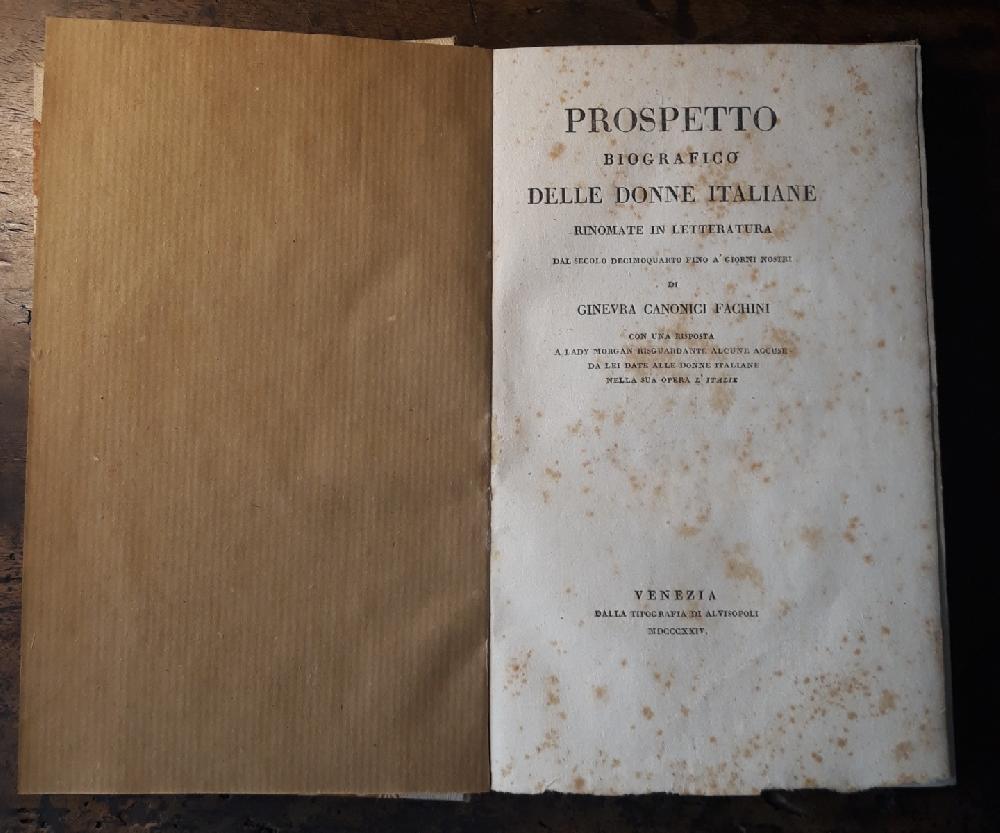 PROSPETTO
BIOGRAFICO
DELLE DONNE ITALIANE
RINOMATE IN LETTERATURA
DAL SECOLO DECIMOQUARTO FINO A' GIORNI NOSTRI
DI
GINEVRA CANONICI FACHINI
CON UNA RISPOSTA
A LADY MORGAN RISGUARDANTE ALCUNE ACCUSE
DA LEI DATE ALLE DONNE ITALIANE
NELLA SUA OPERA L' ITALIE
VENEZIA
DALLA TIPOGRAFIA DI ALVISOPOLI
MDCCCXXIV.